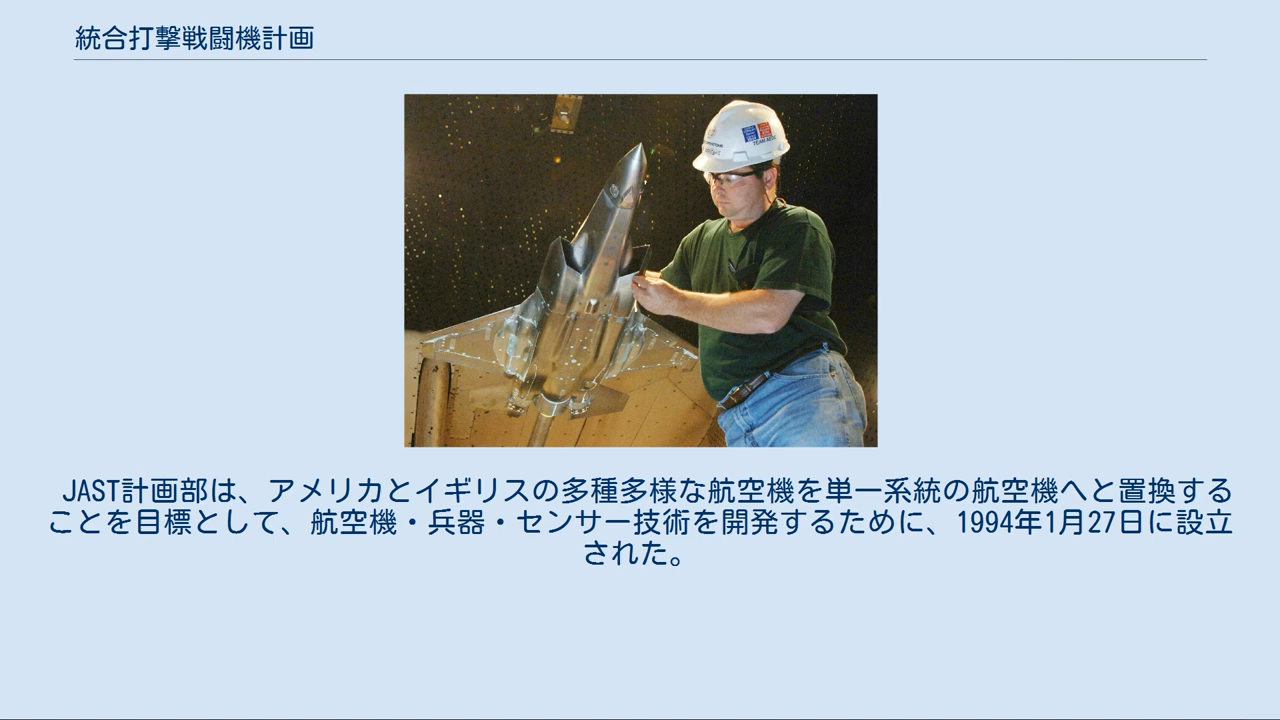 統合打撃戦闘機計画
TEAM AEDC
JAST計画部は、アメリカとイギリスの多種多様な航空機を単一系統の航空機へと置換する
ことを目標として、航空機・兵器・センサー技術を開発するために、1994年1月27日に設立
された。